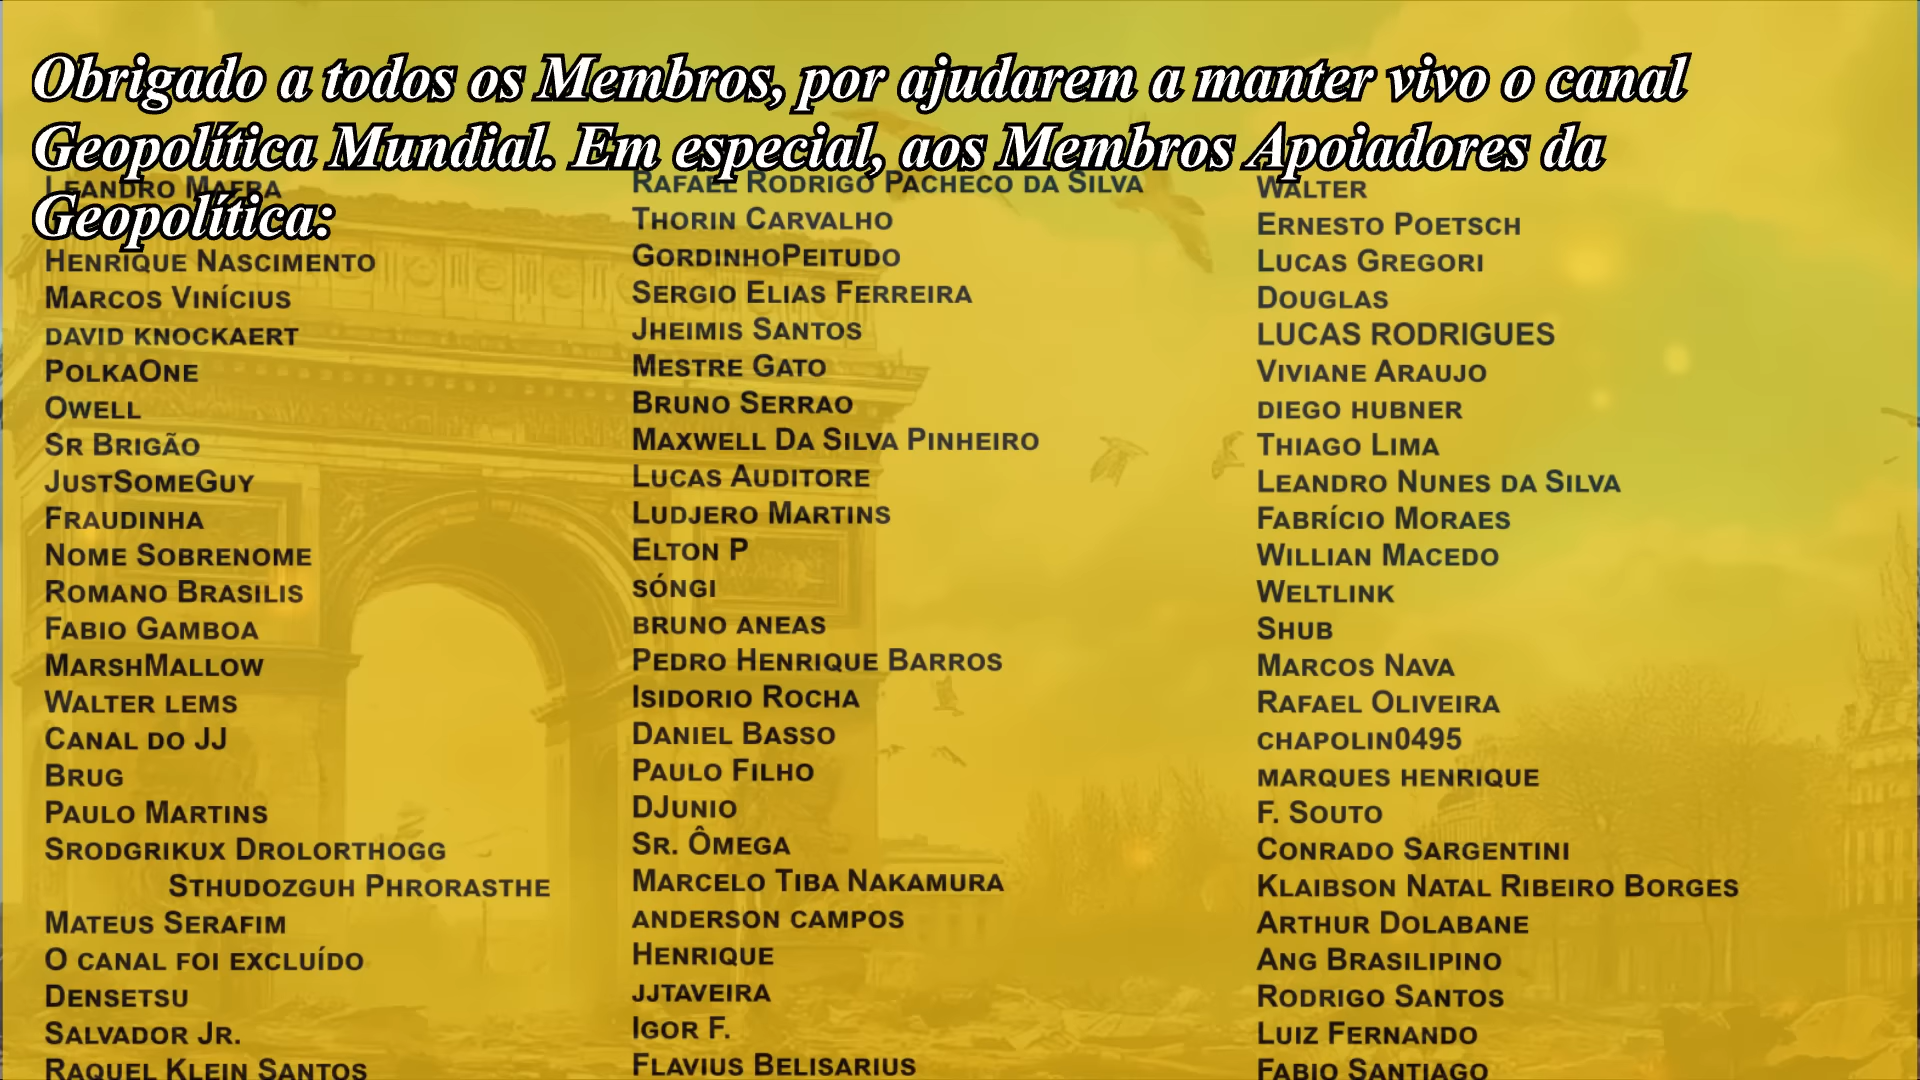 Obrigado a todos os Membros, por ajudarem a manter vivo o canal
Geopolítica Mundial. Em especial, aos Membros Apoiadores da
Geopolítica:
Leandro Mafra
Henrique Nascimento
Marcos Vinícius
david knockaert
PolkaOne
Owell
Sr Brigão
JustSomeGuy
Fraudinha
Nome Sobrenome
Romano Brasilis
Fabio Gamboa
MarshMallow
Walter lems
Canal do JJ
Brug
Paulo Martins
Srodgrikux Drolorthogg
Sthudozguh Phrorasthe
Mateus Serafim
O canal foi excluído
Densetsu
Salvador Jr.
Raquel Klein Santos
Rafael Rodrigo Pacheco da Silva
Thorin Carvalho
GordinhoPeitudo
Sergio Elias Ferreira
Jheimis Santos
Mestre Gato
Bruno Serrao
Maxwell Da Silva Pinheiro
Lucas Auditore
Ludjero Martins
Elton P
sóngi
bruno aneas
Pedro Henrique Barros
Isidorio Rocha
Daniel Basso
Paulo Filho
DJunio
Sr. Ômega
Marcelo Tiba Nakamura
anderson campos
Henrique
jjtaveira
Igor F.
Flavius Belisarius
Walter
Ernesto Poetsch
Lucas Gregori
Douglas
LUCAS RODRIGUES
Viviane Araujo
diego hubner
Thiago Lima
Leandro Nunes da Silva
Fabrício Moraes
Willian Macedo
Weltlink
Shub
Marcos Nava
Rafael Oliveira
chapolin0495
marques henrique
F. Souto
Conrado Sargentini
Klaibson Natal Ribeiro Borges
Arthur Dolabane
Ang Brasilipino
Rodrigo Santos
Luiz Fernando
Fabio Santiago